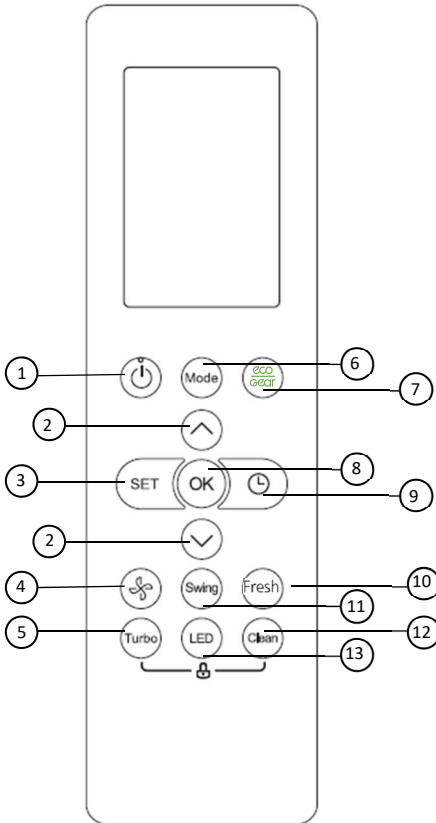 1
Mode
eco
Gear
6
7
2
3
SET
OK
8
9
2
4
Swing
Fresh
10
11
5
Turbo
LED
Clean
12
13